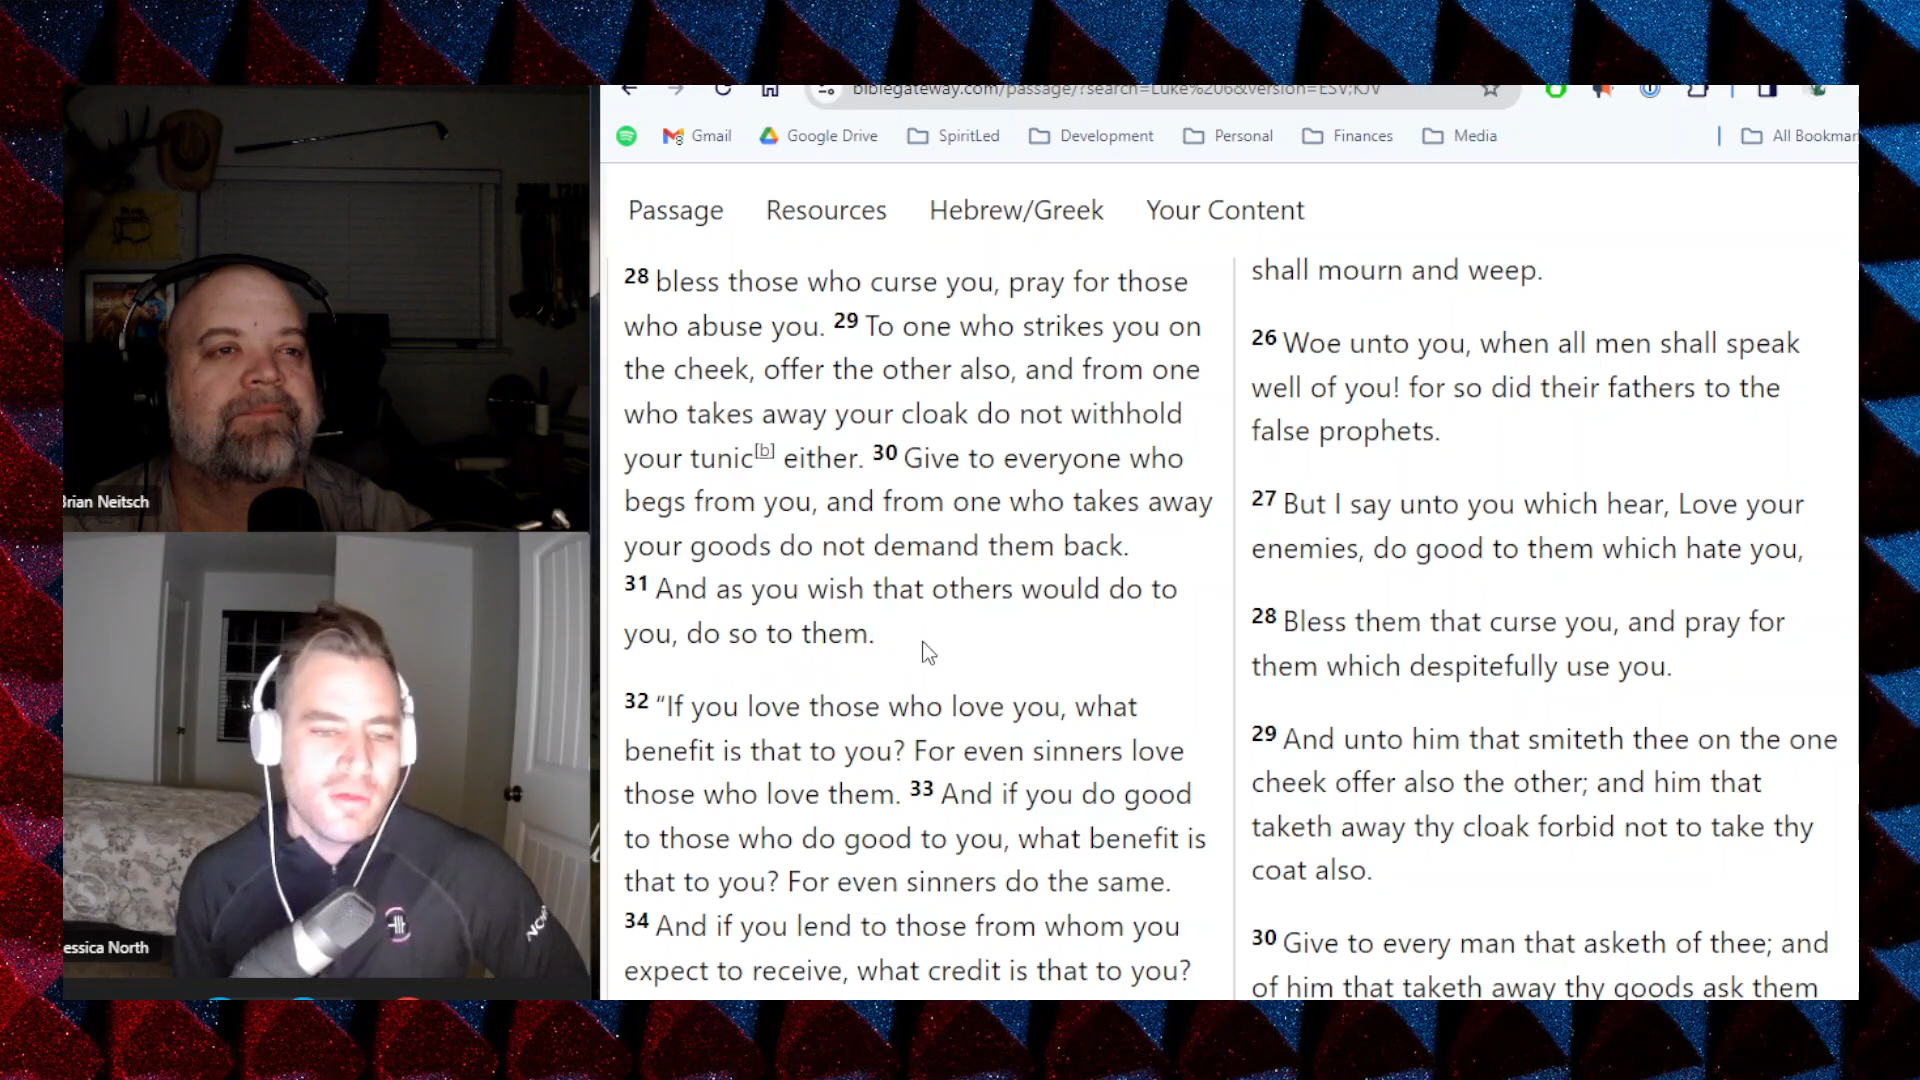 biblegateway.com/passage/?search=Luke%206&version=ESV;KJV
Gmail Google Drive SpiritLed Development Personal Finances Media All Bookmar
Passage Resources Hebrew/Greek Your Content
28 bless those who curse you, pray for those
who abuse you. 29 To one who strikes you on
the cheek, offer the other also, and from one
who takes away your cloak do not withhold
your tunic[b] either. 30 Give to everyone who
begs from you, and from one who takes away
your goods do not demand them back.
31 And as you wish that others would do to
you, do so to them.
32 “If you love those who love you, what
benefit is that to you? For even sinners love
those who love them. 33 And if you do good
to those who do good to you, what benefit is
that to you? For even sinners do the same.
34 And if you lend to those from whom you
expect to receive, what credit is that to you?
shall mourn and weep.
26 Woe unto you, when all men shall speak
well of you! for so did their fathers to the
false prophets.
27 But I say unto you which hear, Love your
enemies, do good to them which hate you,
28 Bless them that curse you, and pray for
them which despitefully use you.
29 And unto him that smiteth thee on the one
cheek offer also the other; and him that
taketh away thy cloak forbid not to take thy
coat also.
30 Give to every man that asketh of thee; and
of him that taketh away thy goods ask them
Brian Neitsch
essica North